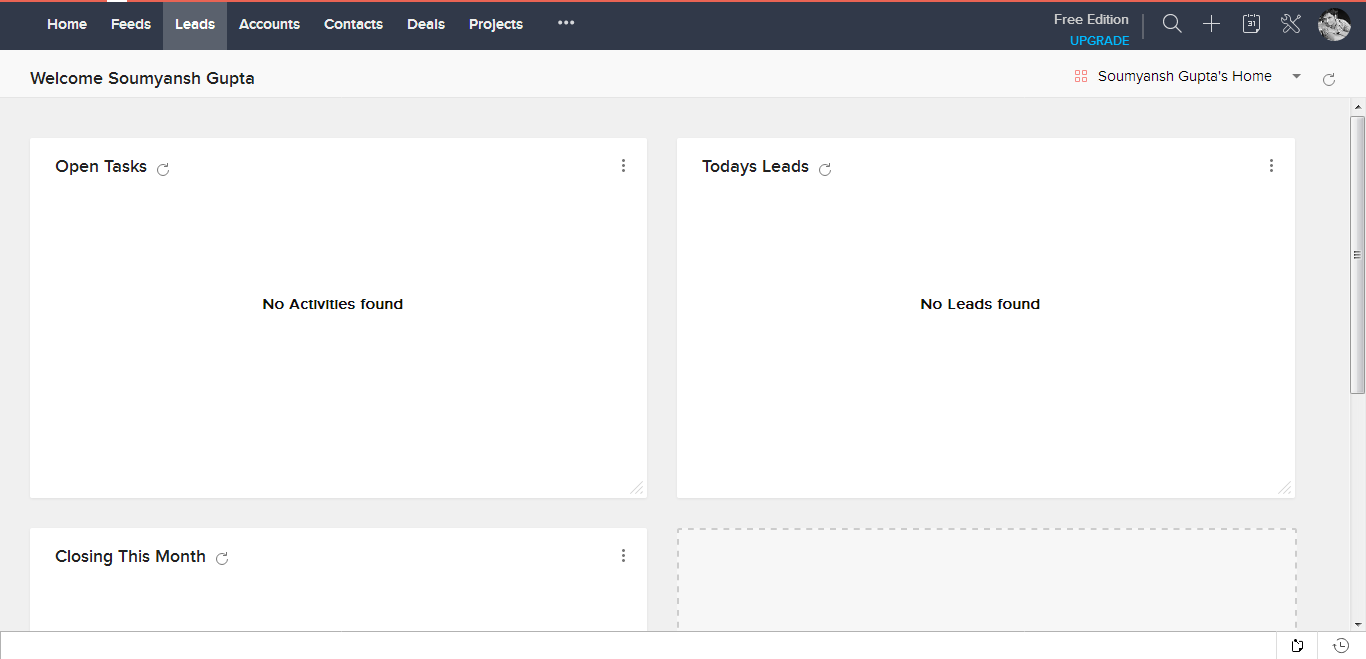 Home Feeds Leads Accounts Contacts Deals Projects •••
Free Edition
UPGRADE
31
Welcome Soumyansh Gupta
Soumyansh Gupta's Home
Open Tasks
Todays Leads
No Activities found
No Leads found
Closing This Month